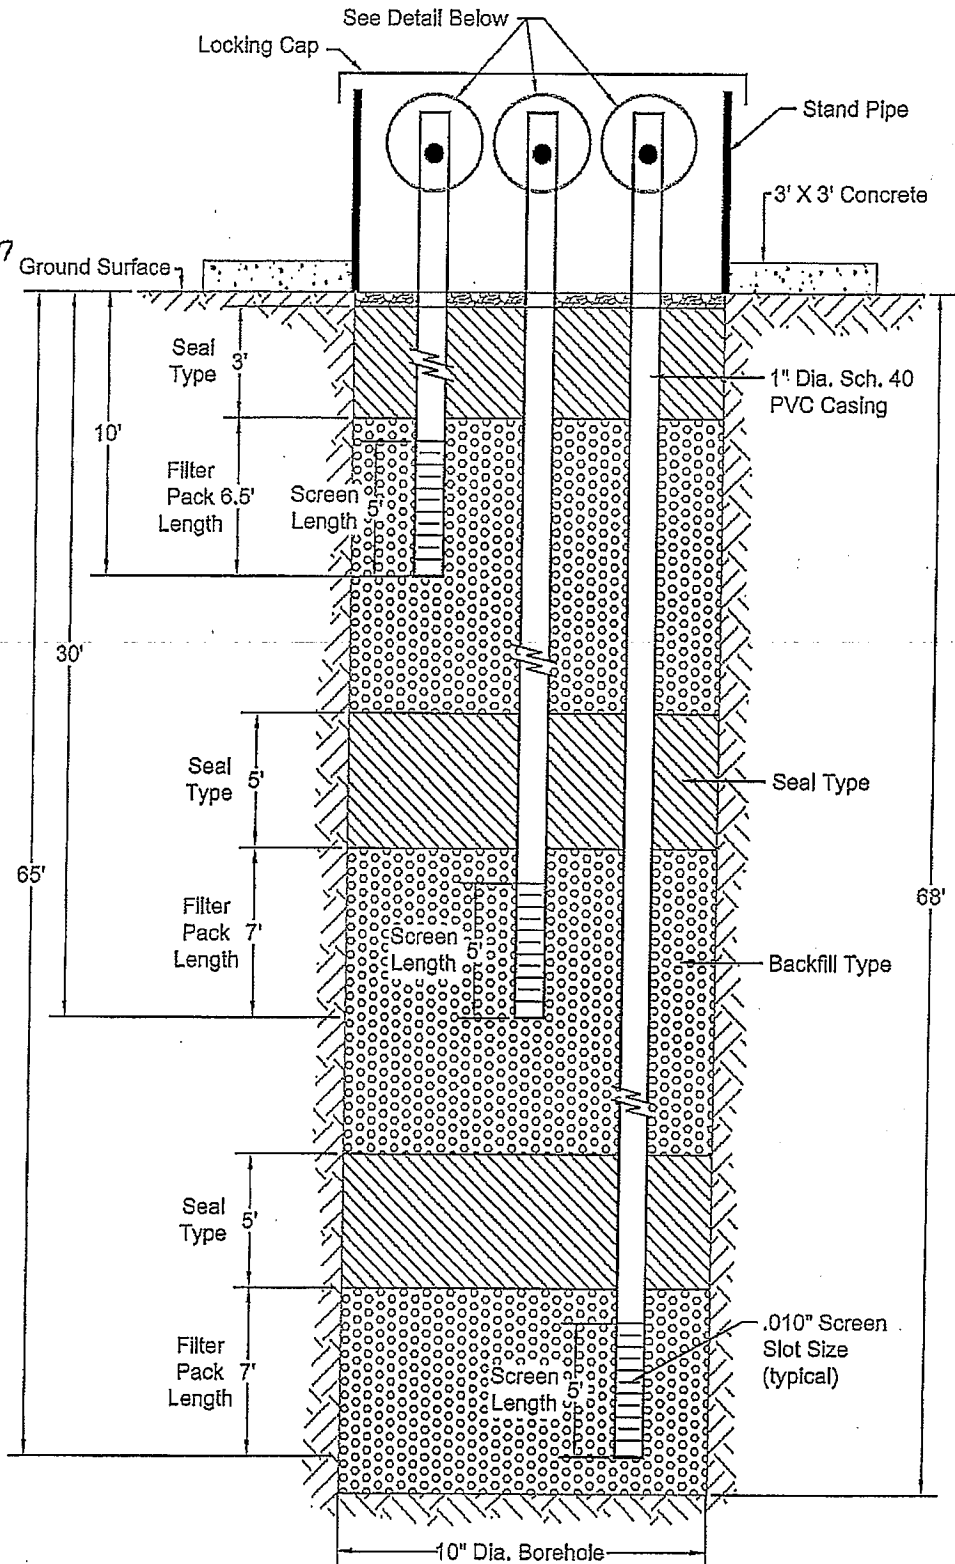 See Detail Below
Locking Cap
Stand Pipe
3' X 3' Concrete
7
Ground Surface
Seal
Type
3'
1" Dia. Sch. 40
PVC Casing
10'
Filter
Pack 6.5'
Length
Screen
Length
5'
30'
Seal
Type
5'
Seal Type
65'
68'
Filter
Pack 7'
Length
Screen
Length
5'
Backfill Type
Seal
Type
5'
.010" Screen
Slot Size
(typical)
Filter
Pack 7'
Length
Screen
Length
5'
10" Dia. Borehole